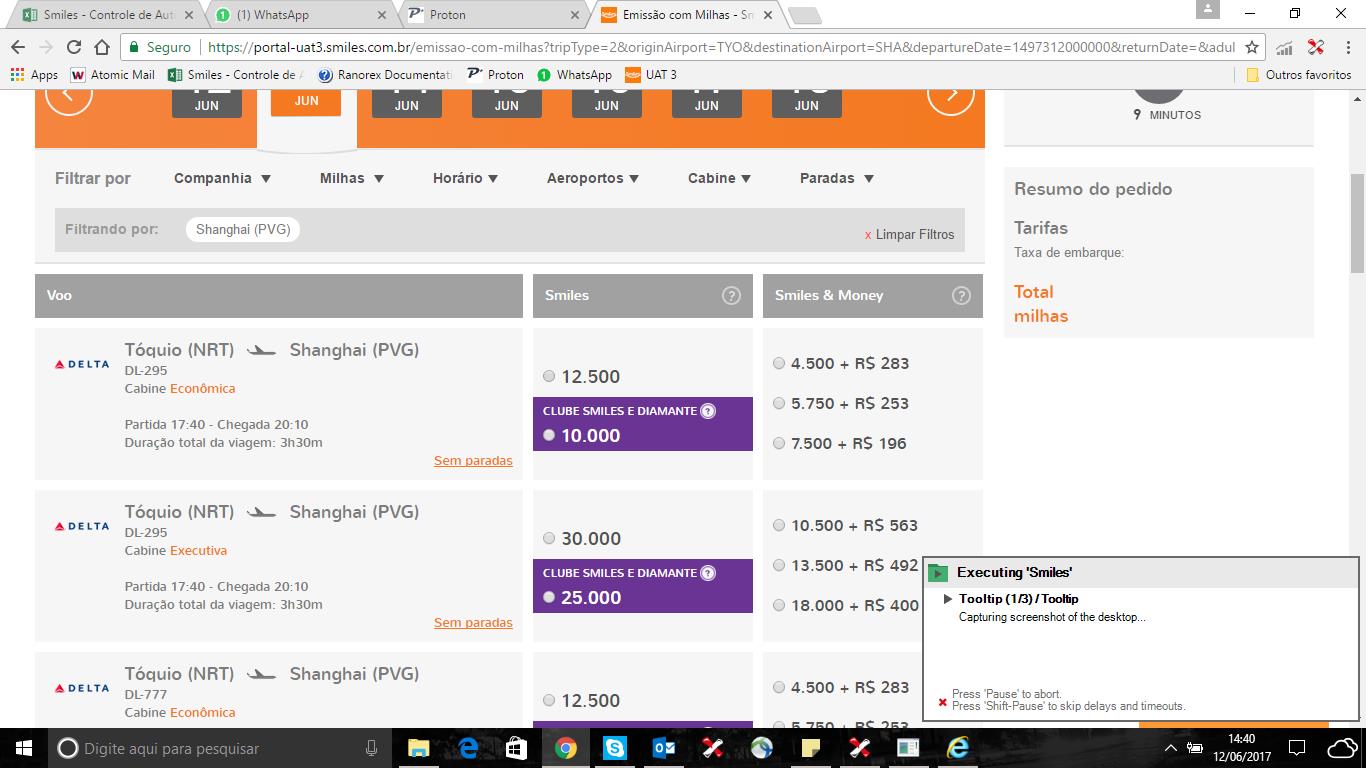 Smiles - Controle de Aut
(1) WhatsApp
Proton
Emissão com Milhas - Sm
Seguro
https://portal-uat3.smiles.com.br/emissao-com-milhas?tripType=2&originAirport=TYO&destinationAirport=SHA&departureDate=1497312000000&returnDate=&adul
Apps
Atomic Mail
Smiles - Controle de A
Ranorex Documentati
Proton
WhatsApp
UAT 3
Outros favoritos
JUN
JUN
JUN
JUN
JUN
JUN
JUN
9 MINUTOS
Filtrar por
Companhia
Milhas
Horário
Aeroportos
Cabine
Paradas
Filtrando por:
Shanghai (PVG)
x Limpar Filtros
Resumo do pedido
Tarifas
Taxa de embarque:
Total
milhas
Voo
Smiles ?
Smiles & Money ?
DELTA
Tóquio (NRT) Shanghai (PVG)
DL-295
Cabine Econômica
Partida 17:40 - Chegada 20:10
Duração total da viagem: 3h30m
Sem paradas
12.500
CLUBE SMILES E DIAMANTE ?
10.000
4.500 + R$ 283
5.750 + R$ 253
7.500 + R$ 196
DELTA
Tóquio (NRT) Shanghai (PVG)
DL-295
Cabine Executiva
Partida 17:40 - Chegada 20:10
Duração total da viagem: 3h30m
Sem paradas
30.000
CLUBE SMILES E DIAMANTE ?
25.000
10.500 + R$ 563
13.500 + R$ 492
18.000 + R$ 400
DELTA
Tóquio (NRT) Shanghai (PVG)
DL-777
Cabine Econômica
12.500
4.500 + R$ 283
5.750 + R$ 253
Executing 'Smiles'
Tooltip (1/3) / Tooltip
Capturing screenshot of the desktop...
Press 'Pause' to abort.
Press 'Shift-Pause' to skip delays and timeouts.
Digite aqui para pesquisar
14:40
12/06/2017